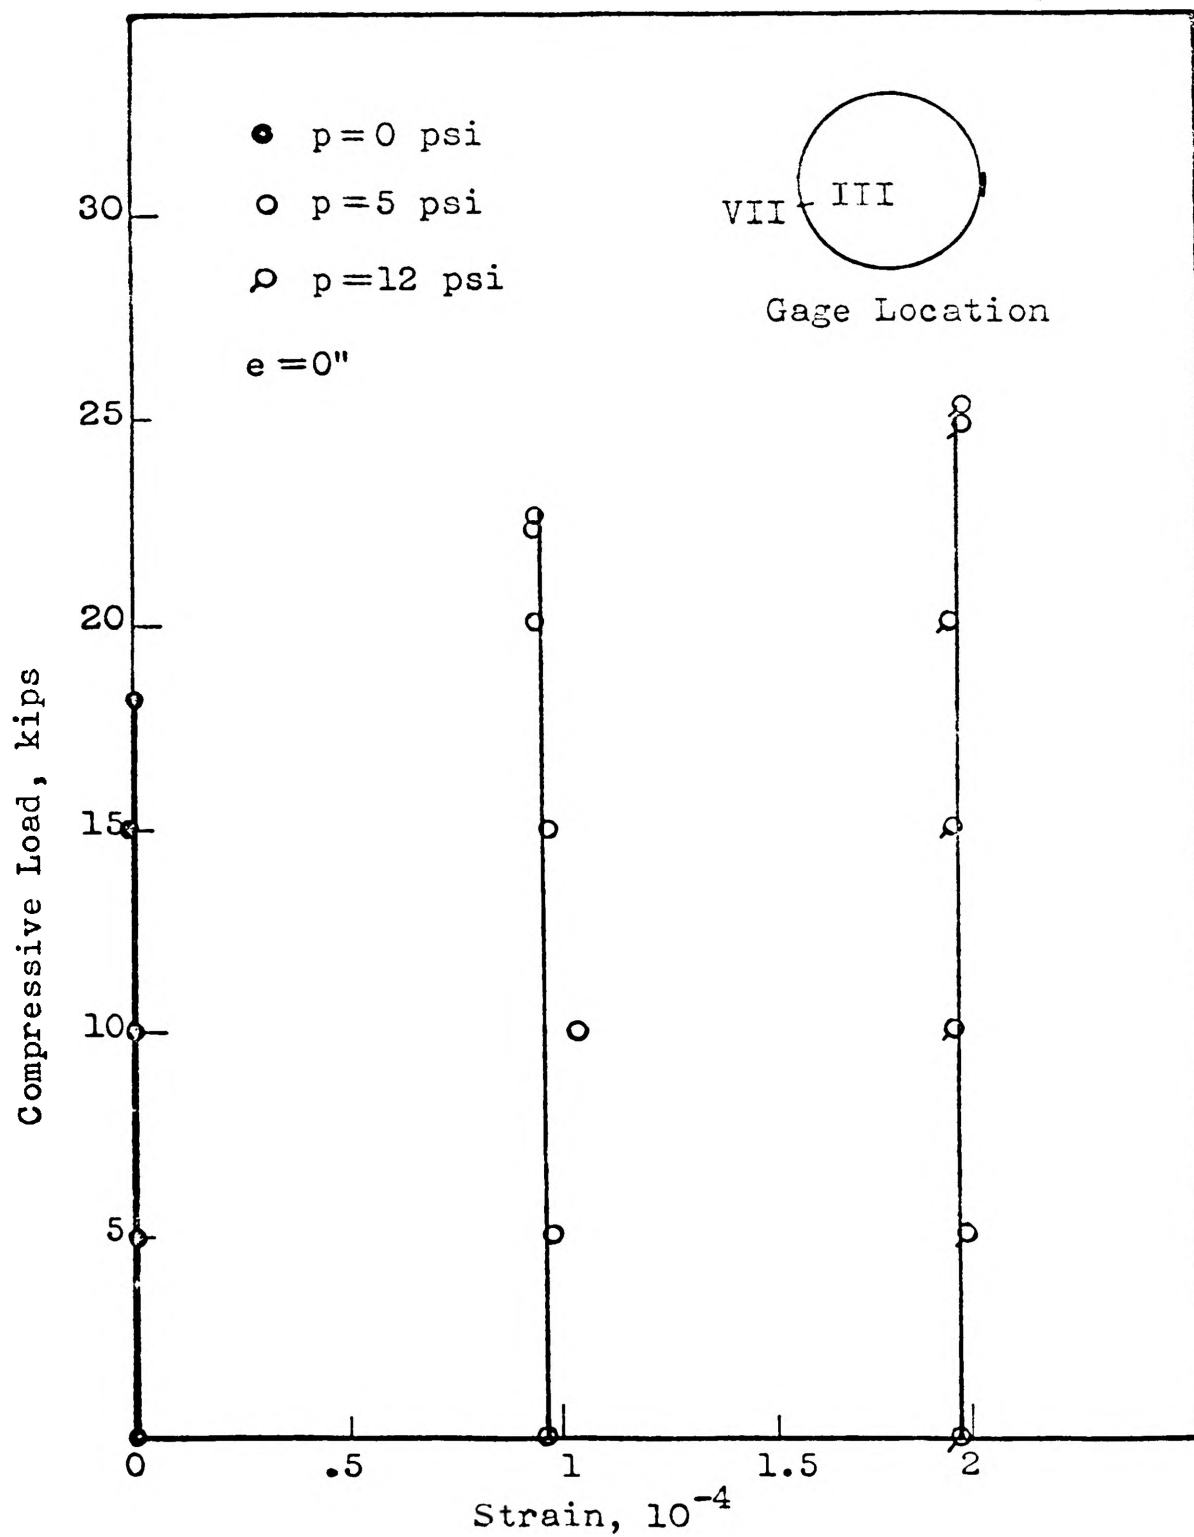 p=0 psi
p=5 psi
p=12 psi
e=0"
VII III
Gage Location
30
25
20
15
10
5
Compressive Load, kips
0 .5 1 1.5 2
Strain, 10^-4